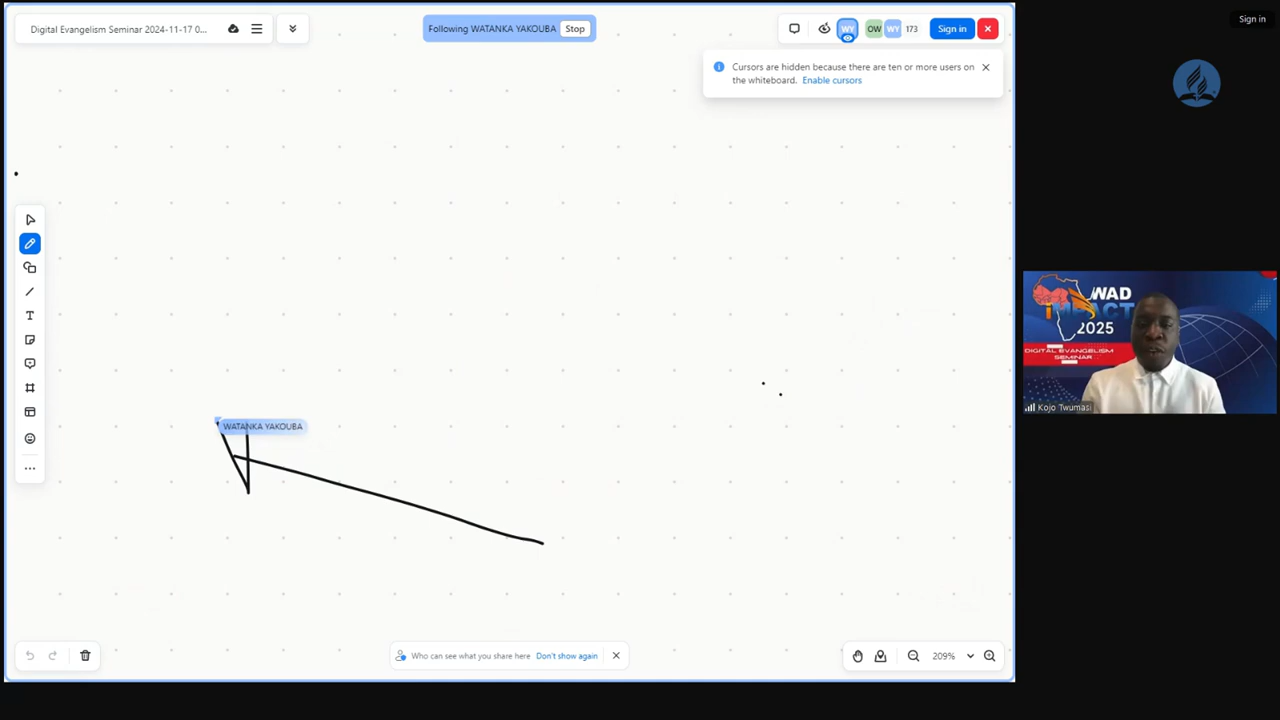 Digital Evangelism Seminar 2024-11-17 0...
Following WATANKA YAKOUBA
Stop
WY
OW
WY
173
Sign in
Sign in
Cursors are hidden because there are ten or more users on
the whiteboard. Enable cursors
T
WATANKA YAKOUBA
WAD
IMPACT
2025
DIGITAL EVANGELISM
SEMINAR
Kojo Twumasi
Who can see what you share here
Don't show again
209%